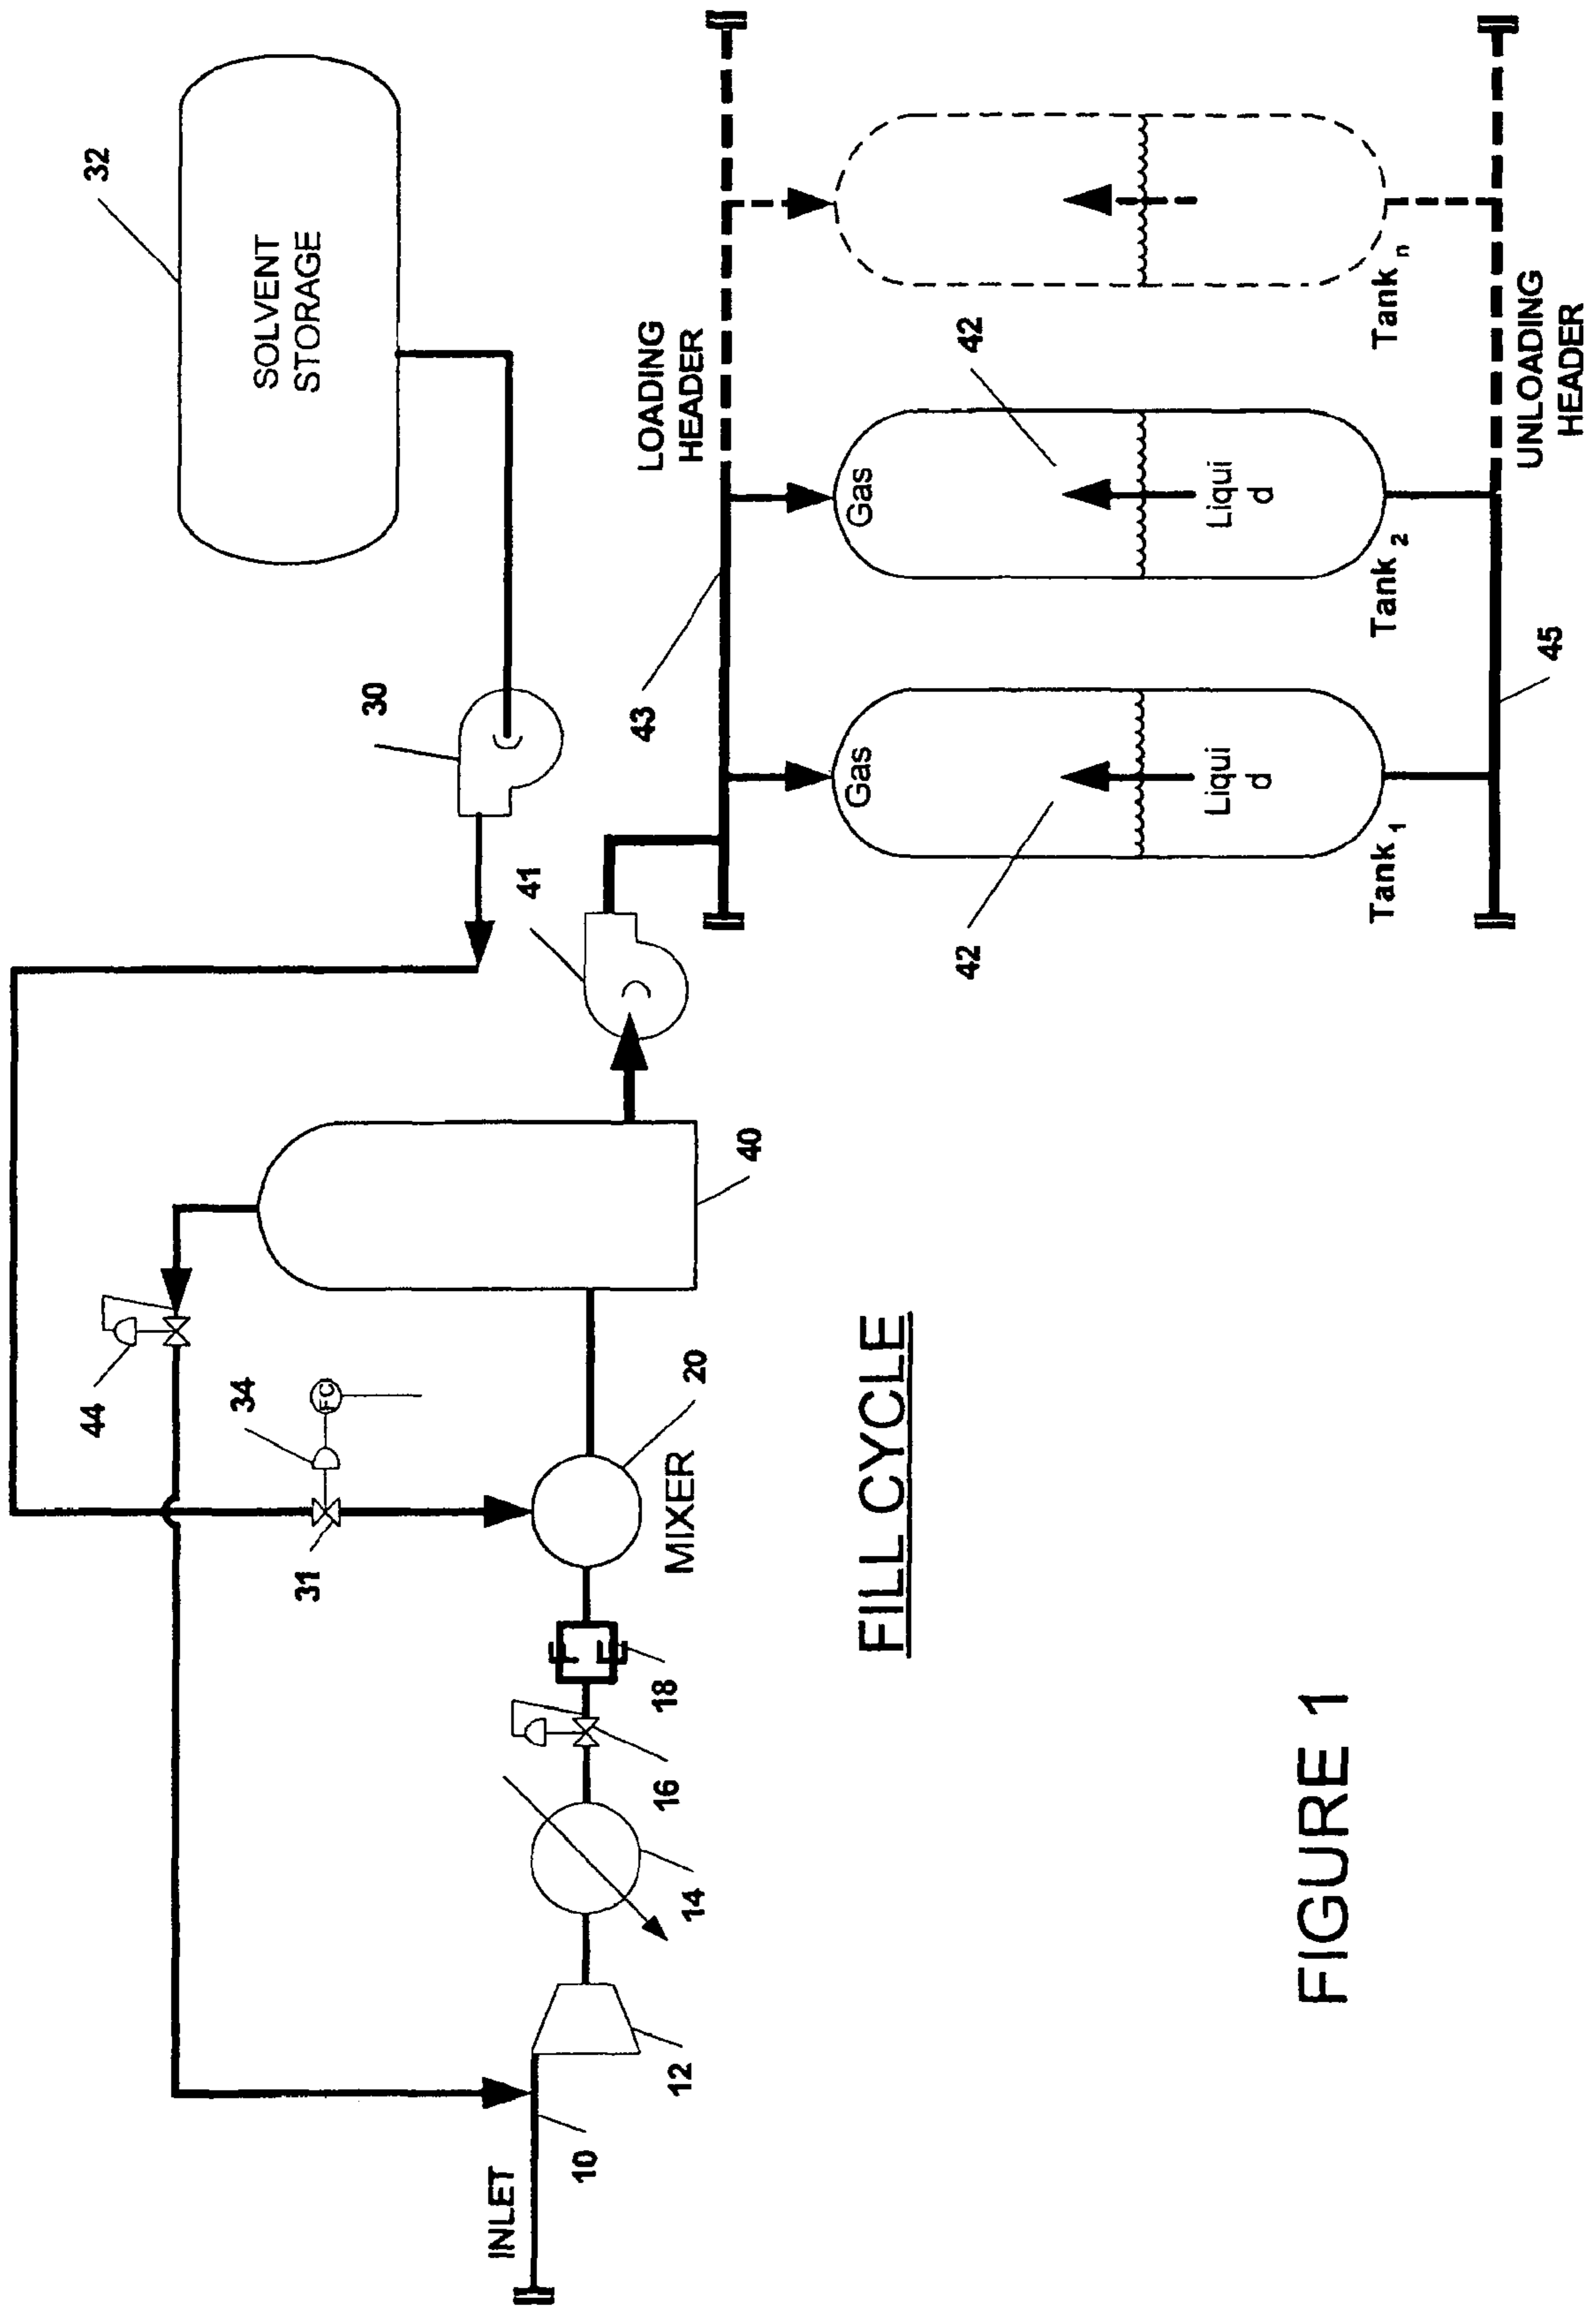 32
SOLVENT
STORAGE
30
44
34
FC
31
41
43
LOADING
HEADER
INLET
10
12
14
16
18
20
MIXER
40
Gas
Gas
42
42
Liqui
d
Liqui
d
Tank 1
Tank 2
Tank n
45
UNLOADING
HEADER
FILL CYCLE
FIGURE 1